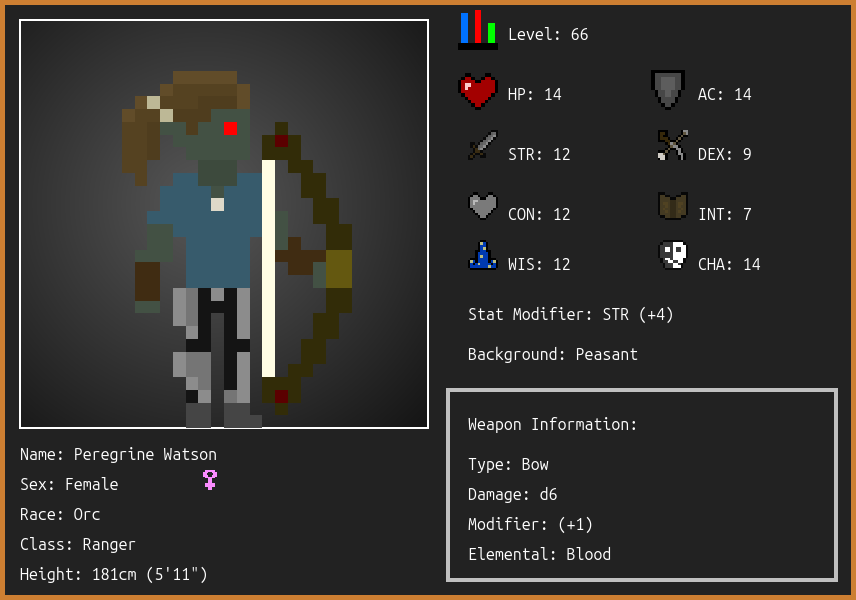 Level: 66
HP: 14
AC: 14
STR: 12
DEX: 9
CON: 12
INT: 7
WIS: 12
CHA: 14
Stat Modifier: STR (+4)
Background: Peasant
Weapon Information:
Type: Bow
Damage: d6
Modifier: (+1)
Elemental: Blood
Name: Peregrine Watson
Sex: Female
Race: Orc
Class: Ranger
Height: 181cm (5'11")